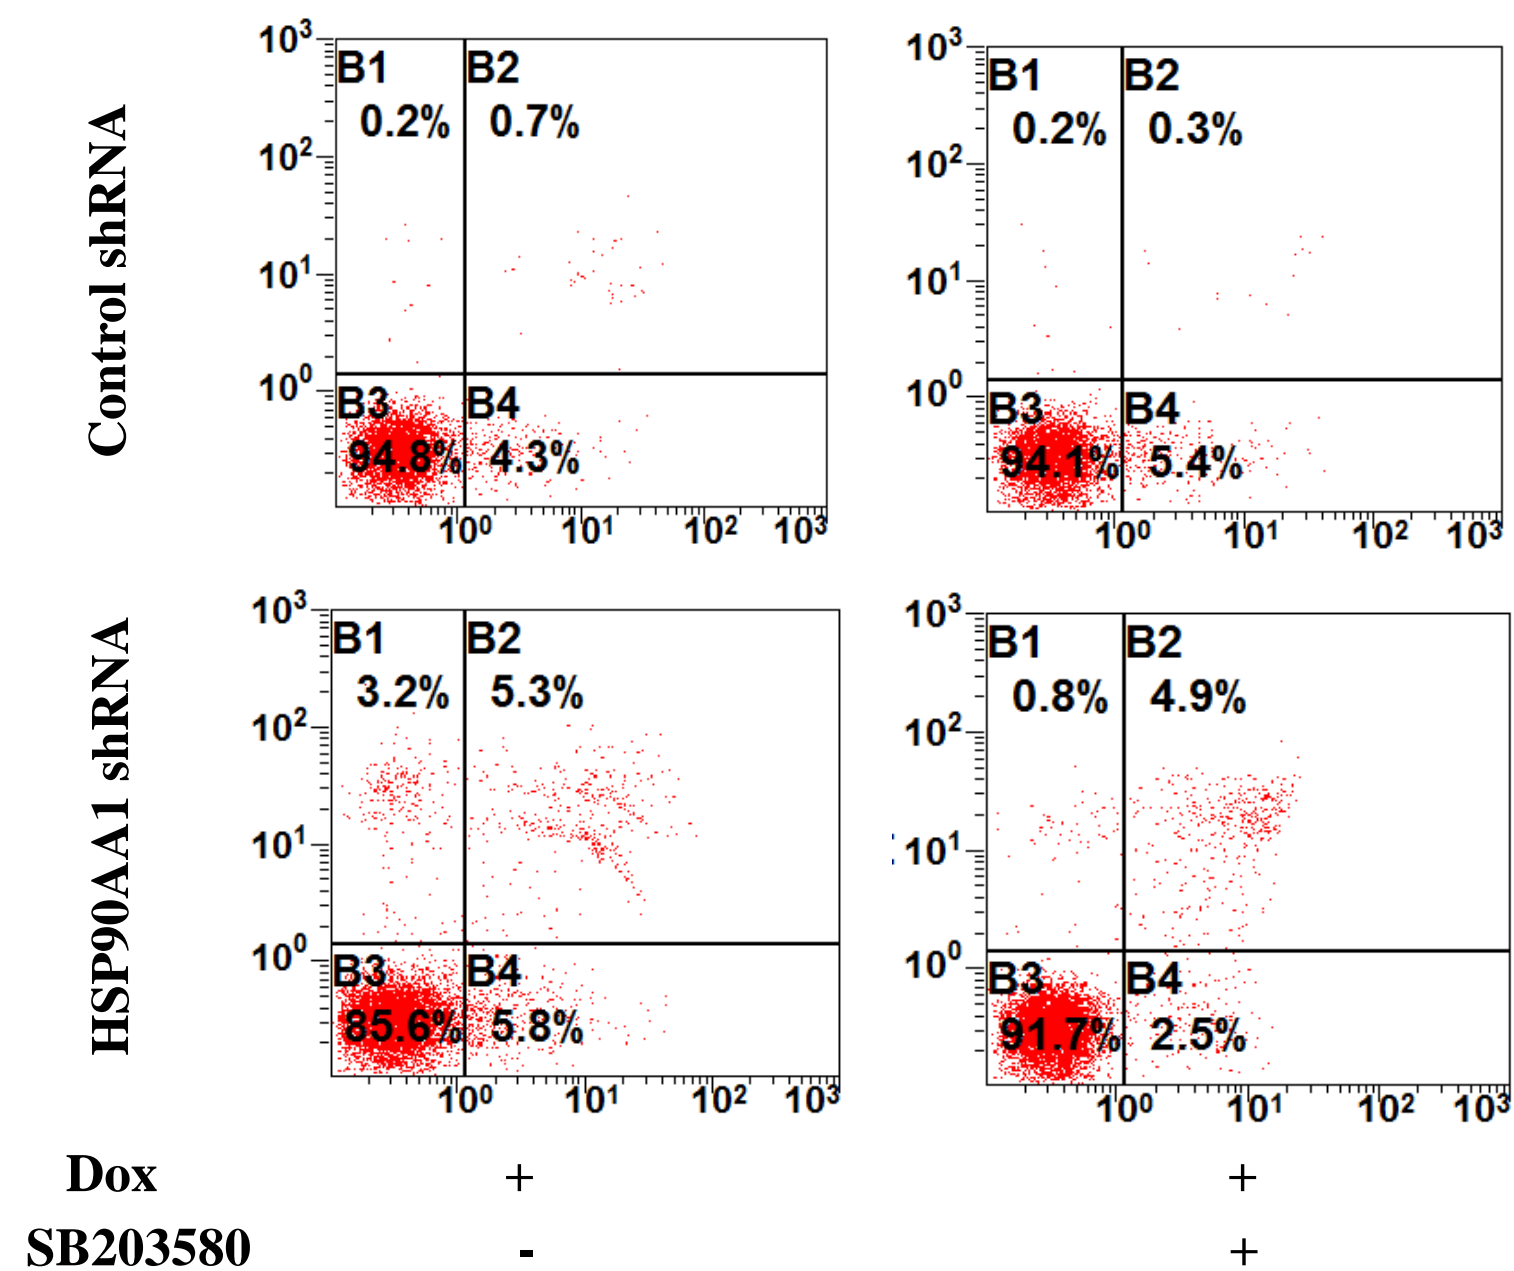 Control shRNA
10³
10²
10¹
10⁰
B1
0.2%
B2
0.7%
B3
94.8%
B4
4.3%
10⁰ 10¹ 10² 10³
10³
10²
10¹
10⁰
B1
0.2%
B2
0.3%
B3
94.1%
B4
5.4%
10⁰ 10¹ 10² 10³
HSP90AA1 shRNA
10³
10²
10¹
10⁰
B1
3.2%
B2
5.3%
B3
85.6%
B4
5.8%
10⁰ 10¹ 10² 10³
10³
10²
10¹
10⁰
B1
0.8%
B2
4.9%
B3
91.7%
B4
2.5%
10⁰ 10¹ 10² 10³
Dox + +
SB203580 - +